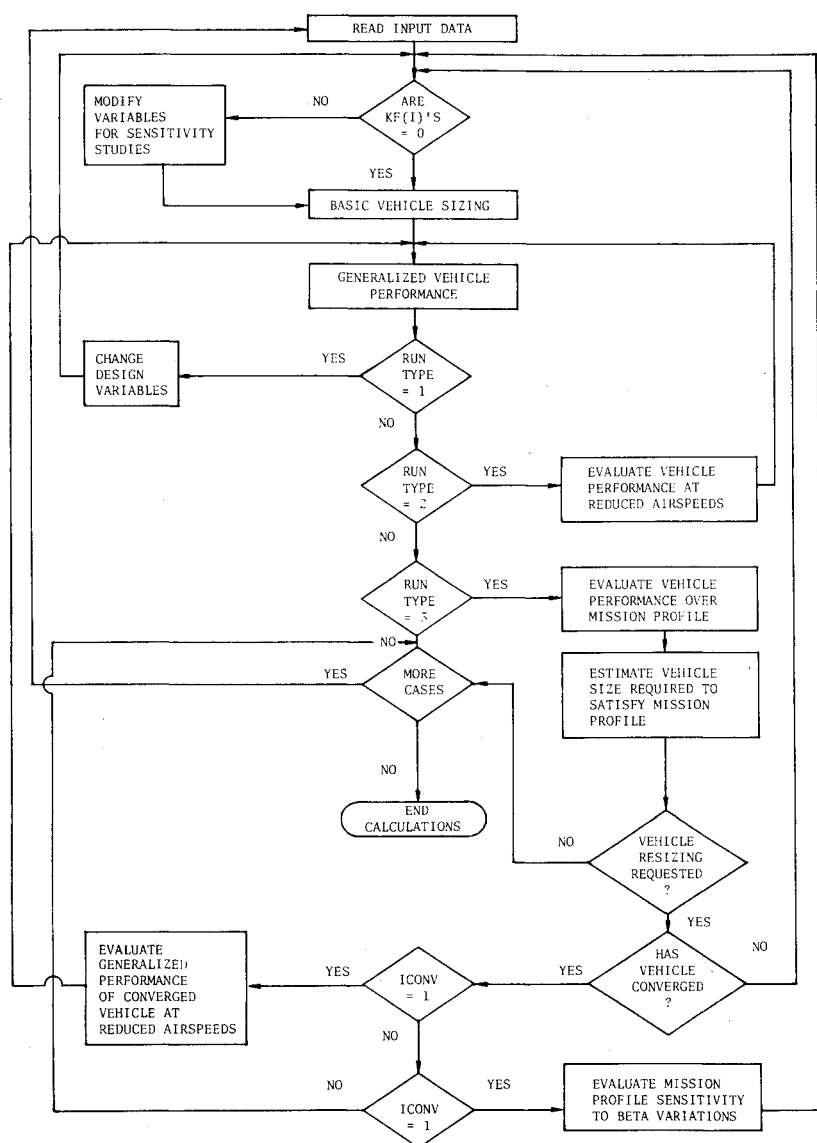 READ INPUT DATA
ARE
KF(I)'S
= 0
NO
MODIFY
VARIABLES
FOR SENSITIVITY
STUDIES
YES
BASIC VEHICLE SIZING
GENERALIZED VEHICLE
PERFORMANCE
RUN
TYPE
= 1
YES
CHANGE
DESIGN
VARIABLES
NO
RUN
TYPE
= 2
YES
EVALUATE VEHICLE
PERFORMANCE AT
REDUCED AIRSPEEDS
NO
RUN
TYPE
= 3
YES
EVALUATE VEHICLE
PERFORMANCE OVER
MISSION PROFILE
NO
MORE
CASES
YES
ESTIMATE VEHICLE
SIZE REQUIRED TO
SATISFY MISSION
PROFILE
NO
END
CALCULATIONS
VEHICLE
RESIZING
REQUESTED
?
NO
YES
HAS
VEHICLE
CONVERGED
?
NO
YES
ICONV
= 1
YES
EVALUATE
GENERALIZED
PERFORMANCE
OF CONVERGED
VEHICLE AT
REDUCED AIRSPEEDS
NO
ICONV
= 1
NO
YES
EVALUATE MISSION
PROFILE SENSITIVITY
TO BETA VARIATIONS